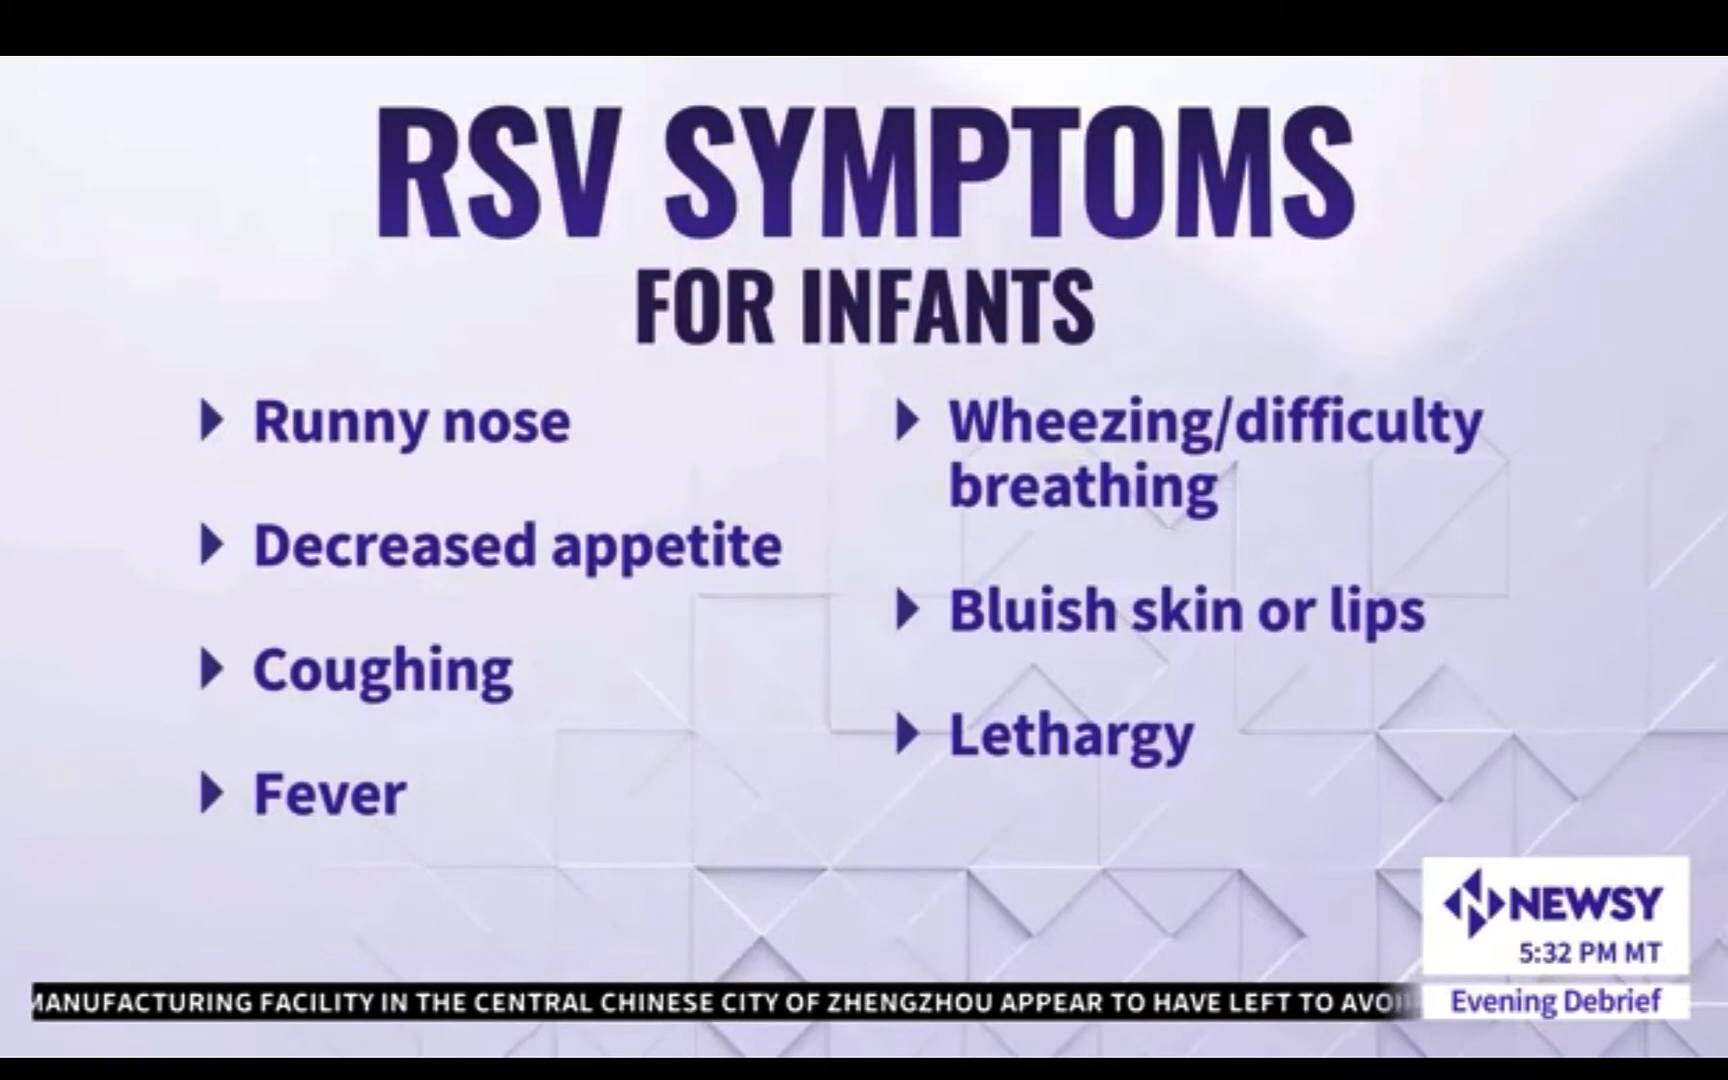 RSV SYMPTOMS
FOR INFANTS
Runny nose
Decreased appetite
Coughing
Fever
Wheezing/difficulty
breathing
Bluish skin or lips
Lethargy
NEWSY
5:32 PM MT
FACILITY IN THE CENTRAL CHINESE CITY OF ZHENGZHOU APPEAR TO HAVE LEFT TO
Evening Debrief